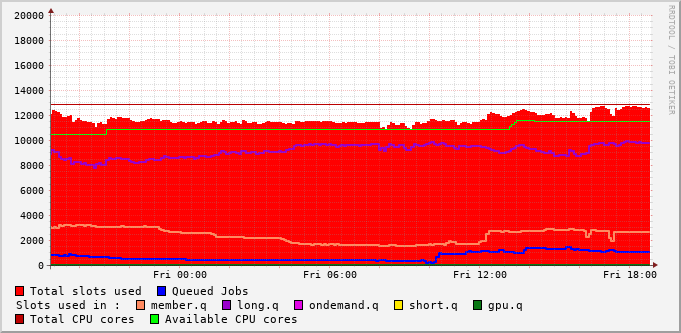 RRDTOOL / TOBI OETIKER
20000
18000
16000
14000
12000
10000
8000
6000
4000
2000
0
Fri 00:00 Fri 06:00 Fri 12:00 Fri 18:00
Total slots used Queued Jobs
Slots used in : member.q long.q ondemand.q short.q gpu.q
Total CPU cores Available CPU cores